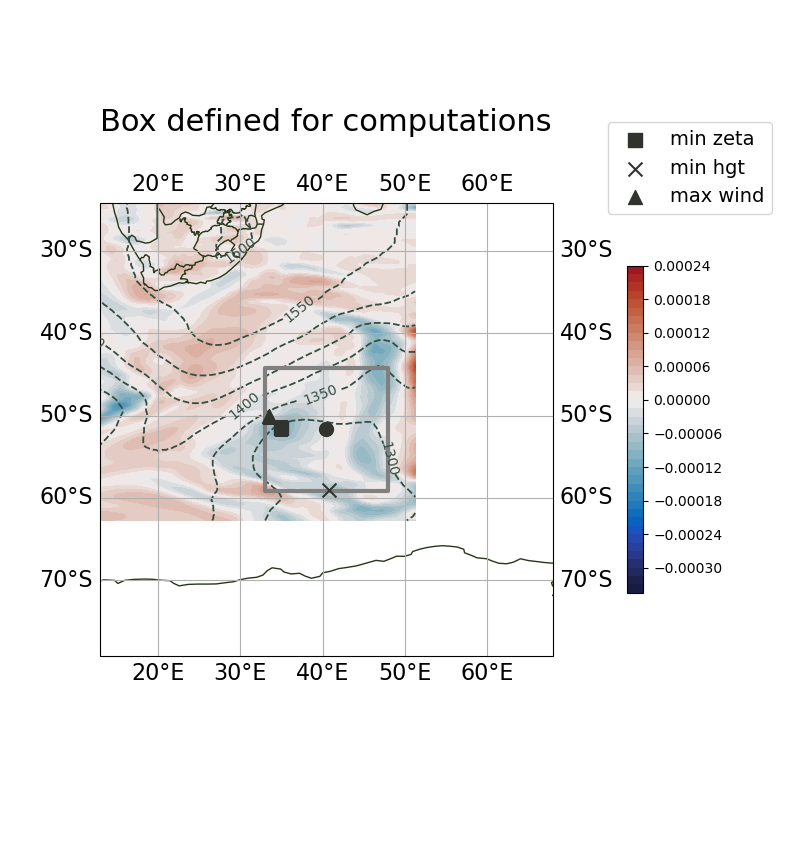 Box defined for computations
min zeta
min hgt
max wind
20°E 30°E 40°E 50°E 60°E
30°S 30°S
40°S 40°S
50°S 50°S
60°S 60°S
70°S 70°S
20°E 30°E 40°E 50°E 60°E
1600
1550
1400
1350
1300
0.00024
0.00018
0.00012
0.00006
0.00000
−0.00006
−0.00012
−0.00018
−0.00024
−0.00030